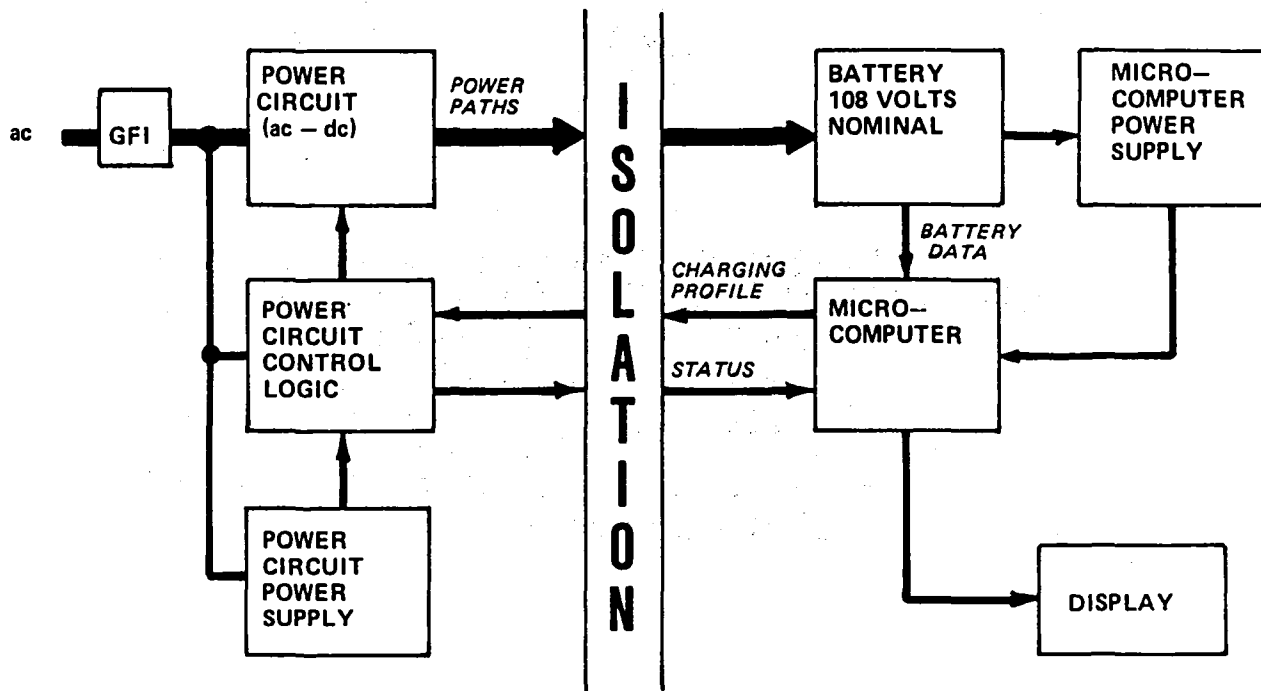 ac
GFI
POWER
CIRCUIT
(ac – dc)
POWER
PATHS
ISOLATION
BATTERY
108 VOLTS
NOMINAL
MICRO–
COMPUTER
POWER
SUPPLY
BATTERY
DATA
CHARGING
PROFILE
POWER
CIRCUIT
CONTROL
LOGIC
MICRO–
COMPUTER
STATUS
POWER
CIRCUIT
POWER
SUPPLY
DISPLAY